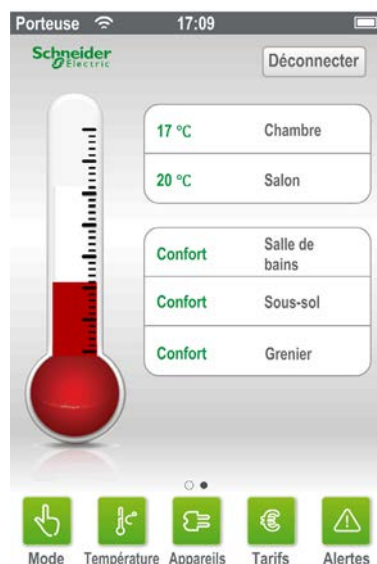 Porteuse 17:09
Schneider Electric
Déconnecter
17 °C Chambre
20 °C Salon
Confort Salle de bains
Confort Sous-sol
Confort Grenier
Mode Température Appareils Tarifs Alertes